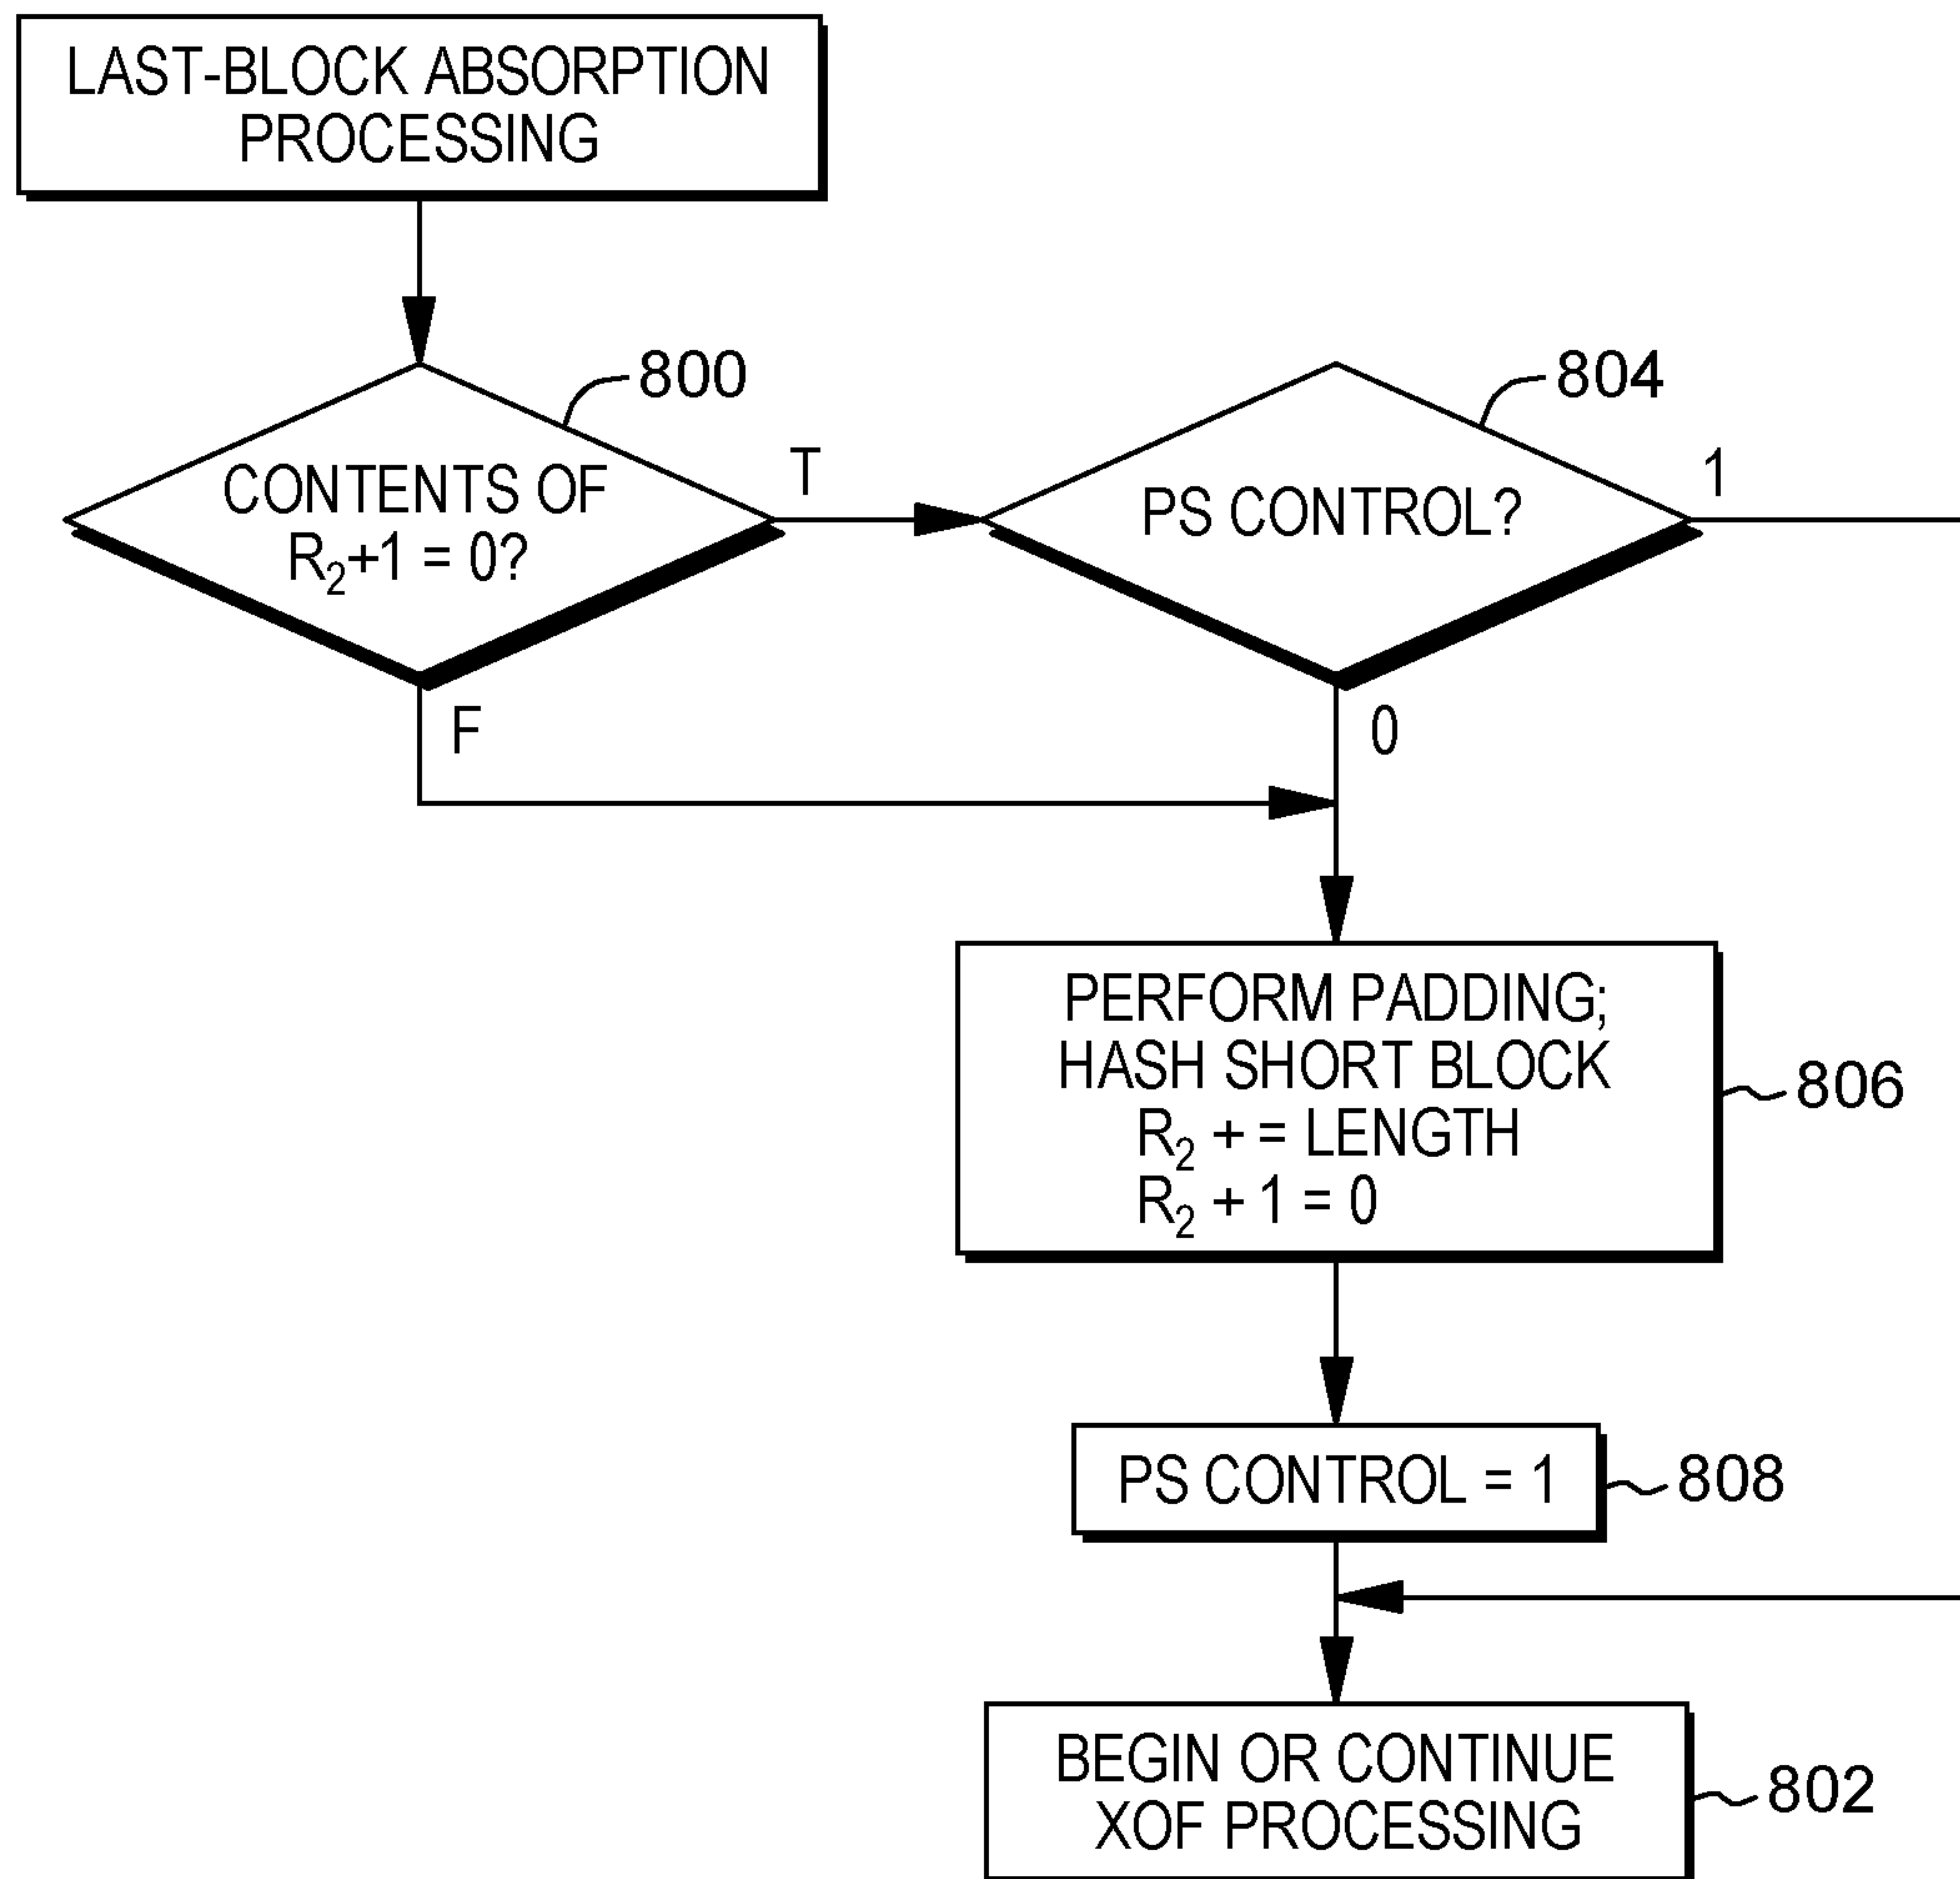 LAST-BLOCK ABSORPTION
PROCESSING
800
CONTENTS OF
R₂+1 = 0?
T
F
804
PS CONTROL?
1
0
PERFORM PADDING;
HASH SHORT BLOCK
R₂ + = LENGTH
R₂ + 1 = 0
806
PS CONTROL = 1
808
BEGIN OR CONTINUE
XOF PROCESSING
802